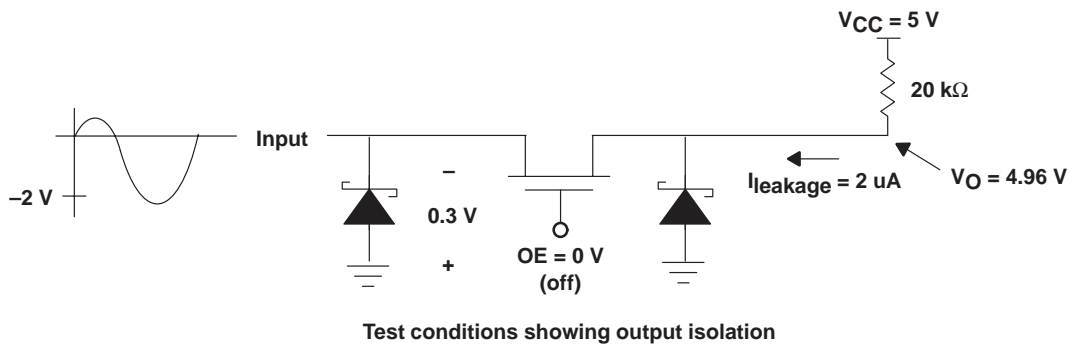 VCC = 5 V
20 kΩ
Input
–2 V
–
0.3 V
+
OE = 0 V
(off)
Ileakage = 2 uA
VO = 4.96 V
Test conditions showing output isolation